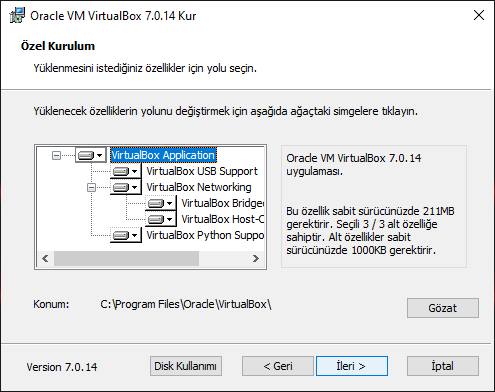 Oracle VM VirtualBox 7.0.14 Kur
Özel Kurulum
Yüklenmesini istediğiniz özellikler için yolu seçin.
Yüklenecek özelliklerin yolunu değiştirmek için aşağıda ağaçtaki simgelere tıklayın.
VirtualBox Application
VirtualBox USB Support
VirtualBox Networking
VirtualBox Bridged
VirtualBox Host-O
VirtualBox Python Suppo
Oracle VM VirtualBox 7.0.14
uygulaması.
Bu özellik sabit sürücünüzde 211MB
gerektirir. Seçili 3 / 3 alt özelliğe
sahiptir. Alt özellikler sabit
sürücünüzde 1000KB gerektirir.
Konum: C:\Program Files\Oracle\VirtualBox\
Gözat
Version 7.0.14
Disk Kullanımı
< Geri
İleri >
İptal